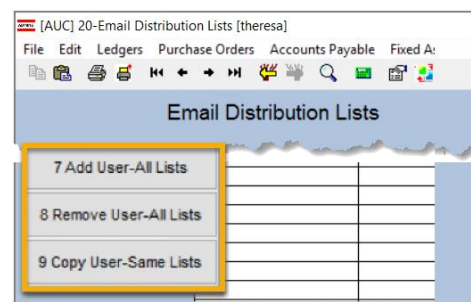 [AUC] 20-Email Distribution Lists [theresa]
File Edit Ledgers Purchase Orders Accounts Payable Fixed A
Email Distribution Lists
7 Add User-All Lists
8 Remove User-All Lists
9 Copy User-Same Lists